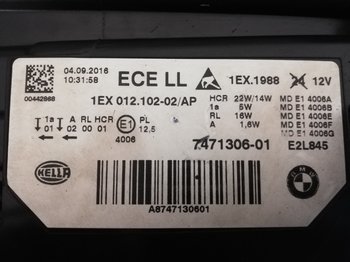 04.09.2016
10:31:58
ECE LL
1EX.1988
24 12V
00442868
1EX 012.102-02/AP
HCR 22W/14W MD E1 4006A
1a 5W MD E1 4006B
RL 16W MD E1 4006E
A 1,6W MD E1 4006F
MD E1 4006G
1a A RL HCR
01 02 00 01
E1
4006
PL
12,5
7471306-01
E2L845
HELLA
A8747130601
BMW